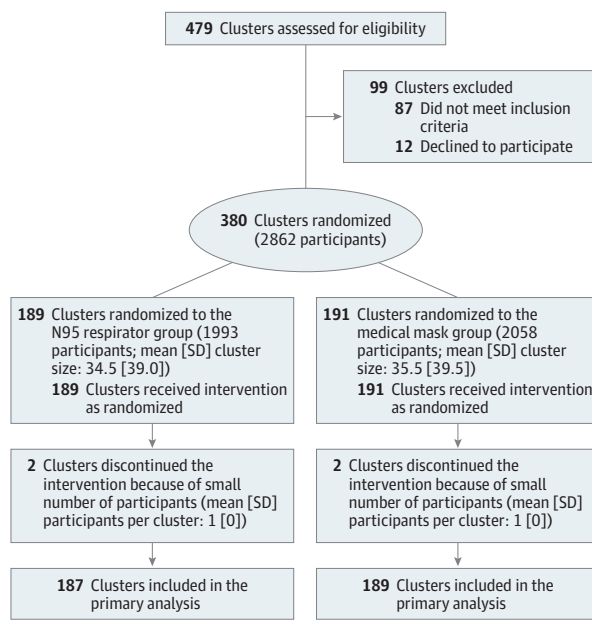 479 Clusters assessed for eligibility
99 Clusters excluded
87 Did not meet inclusion
criteria
12 Declined to participate
380 Clusters randomized
(2862 participants)
189 Clusters randomized to the
N95 respirator group (1993
participants; mean [SD] cluster
size: 34.5 [39.0])
189 Clusters received intervention
as randomized
191 Clusters randomized to the
medical mask group (2058
participants; mean [SD] cluster
size: 35.5 [39.5])
191 Clusters received intervention
as randomized
2 Clusters discontinued the
intervention because of small
number of participants (mean [SD]
participants per cluster: 1 [0])
2 Clusters discontinued the
intervention because of small
number of participants (mean [SD]
participants per cluster: 1 [0])
187 Clusters included in the
primary analysis
189 Clusters included in the
primary analysis